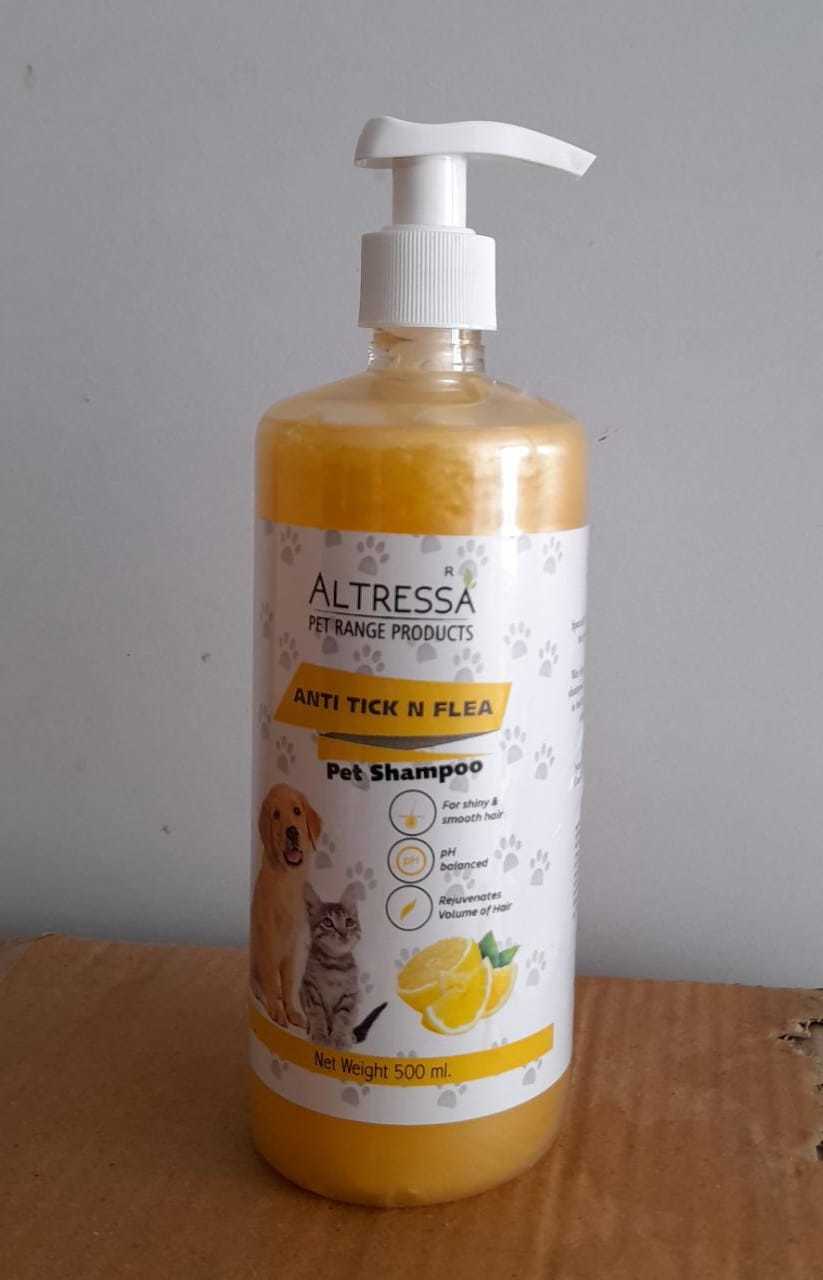 R
ALTRESSA
PET RANGE PRODUCTS
ANTI TICK N FLEA
Pet Shampoo
For shiny &
smooth hair
pH
pH
balanced
Rejuvenates
Volume of Hair
Net Weight 500 ml.